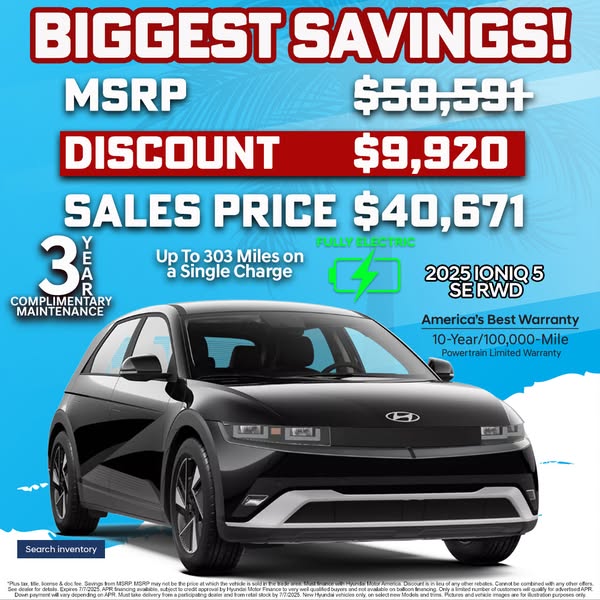 BIGGEST SAVINGS!
MSRP $50,591
DISCOUNT $9,920
SALES PRICE $40,671
3 YEAR
COMPLIMENTARY
MAINTENANCE
Up To 303 Miles on
a Single Charge
FULLY ELECTRIC
2025 IONIQ 5
SE RWD
America's Best Warranty
10-Year/100,000-Mile
Powertrain Limited Warranty
Search inventory
*Plus tax, title, license & doc fee. Savings from MSRP. MSRP may not be the price at which the vehicle is sold in the trade area. Must finance with Hyundai Motor America. Discount is in lieu of any other rebates. Cannot be combined with any other offers.
See dealer for details. Expires 7/7/2025. APR financing available, subject to credit approval by Hyundai Motor Finance to very well qualified buyers and not available on balloon financing. Only a limited number of customers will qualify for advertised APR.
Down payment will vary depending on APR. Must take delivery from a participating dealer and from retail stock by 7/7/2025. New Hyundai vehicles only, on select new Models and trims. Pictures and vehicle images are for illustration purposes only.